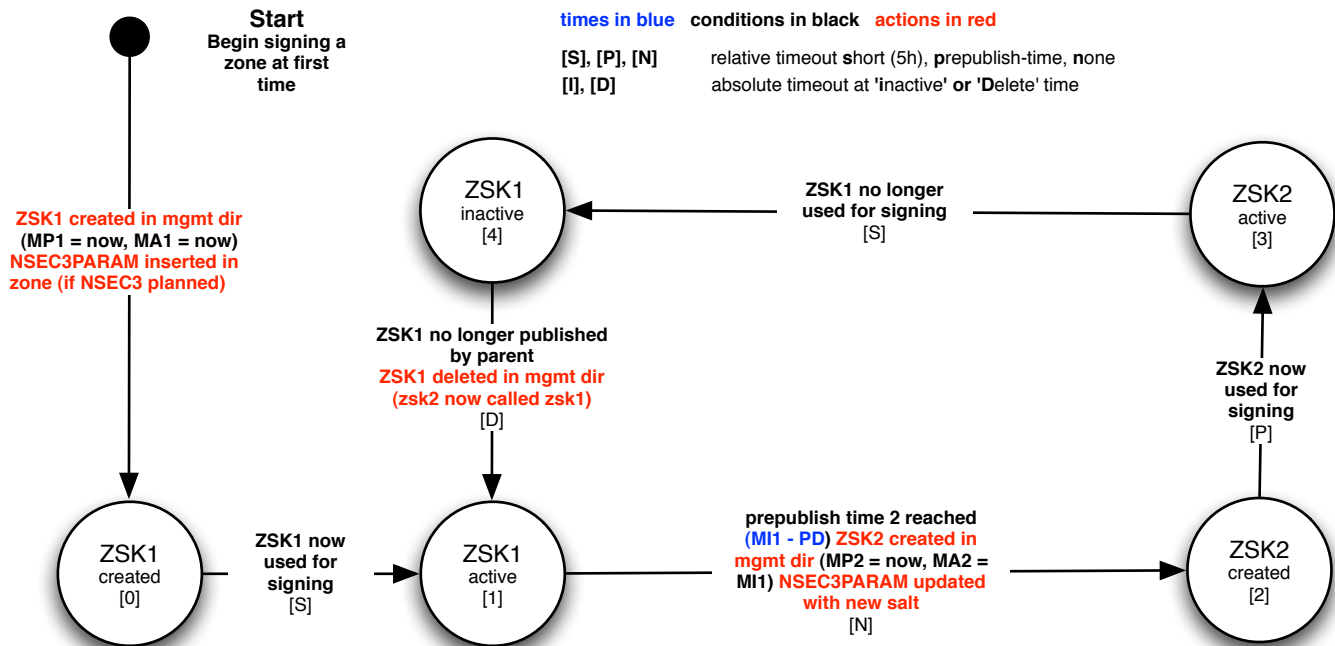 Start
Begin signing a
zone at first
time
times in blue conditions in black actions in red
[S], [P], [N] relative timeout short (5h), prepublish-time, none
[I], [D] absolute timeout at 'inactive' or 'Delete' time
ZSK1
inactive
[4]
ZSK1 no longer
used for signing
[S]
ZSK2
active
[3]
ZSK1 created in mgmt dir
(MP1 = now, MA1 = now)
NSEC3PARAM inserted in
zone (if NSEC3 planned)
ZSK1 no longer published
by parent
ZSK1 deleted in mgmt dir
(zsk2 now called zsk1)
[D]
ZSK2 now
used for
signing
[P]
ZSK1
created
[0]
ZSK1 now
used for
signing
[S]
ZSK1
active
[1]
prepublish time 2 reached
(MI1 - PD) ZSK2 created in
mgmt dir (MP2 = now, MA2 =
MI1) NSEC3PARAM updated
with new salt
[N]
ZSK2
created
[2]